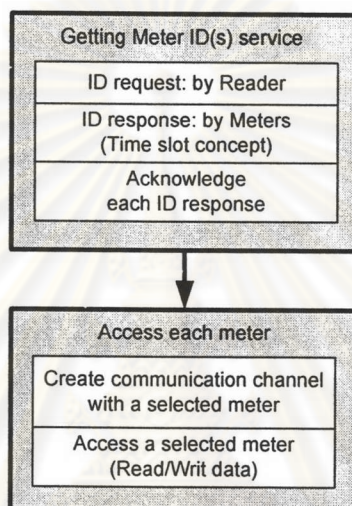 Getting Meter ID(s) service
ID request: by Reader
ID response: by Meters
(Time slot concept)
Acknowledge
each ID response
Access each meter
Create communication channel
with a selected meter
Access a selected meter
(Read/Writ data)